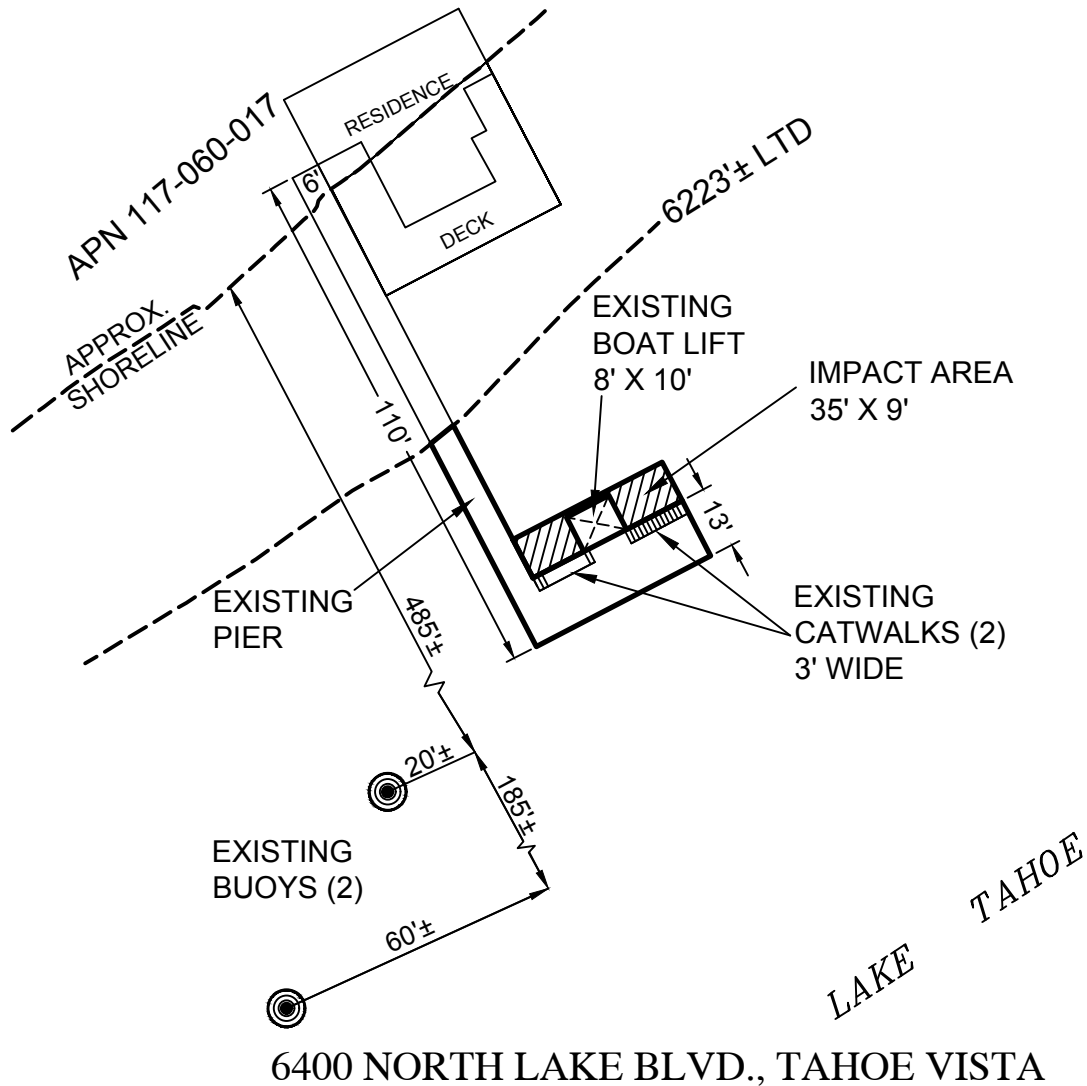 RESIDENCE
APN 117-060-017
6'
DECK
6223'± LTD
APPROX.
SHORELINE
EXISTING
BOAT LIFT
8' X 10'
IMPACT AREA
35' X 9'
110'
13'
EXISTING
PIER
485'±
EXISTING
CATWALKS (2)
3' WIDE
20'±
185'±
EXISTING
BUOYS (2)
60'±
LAKE TAHOE
6400 NORTH LAKE BLVD., TAHOE VISTA